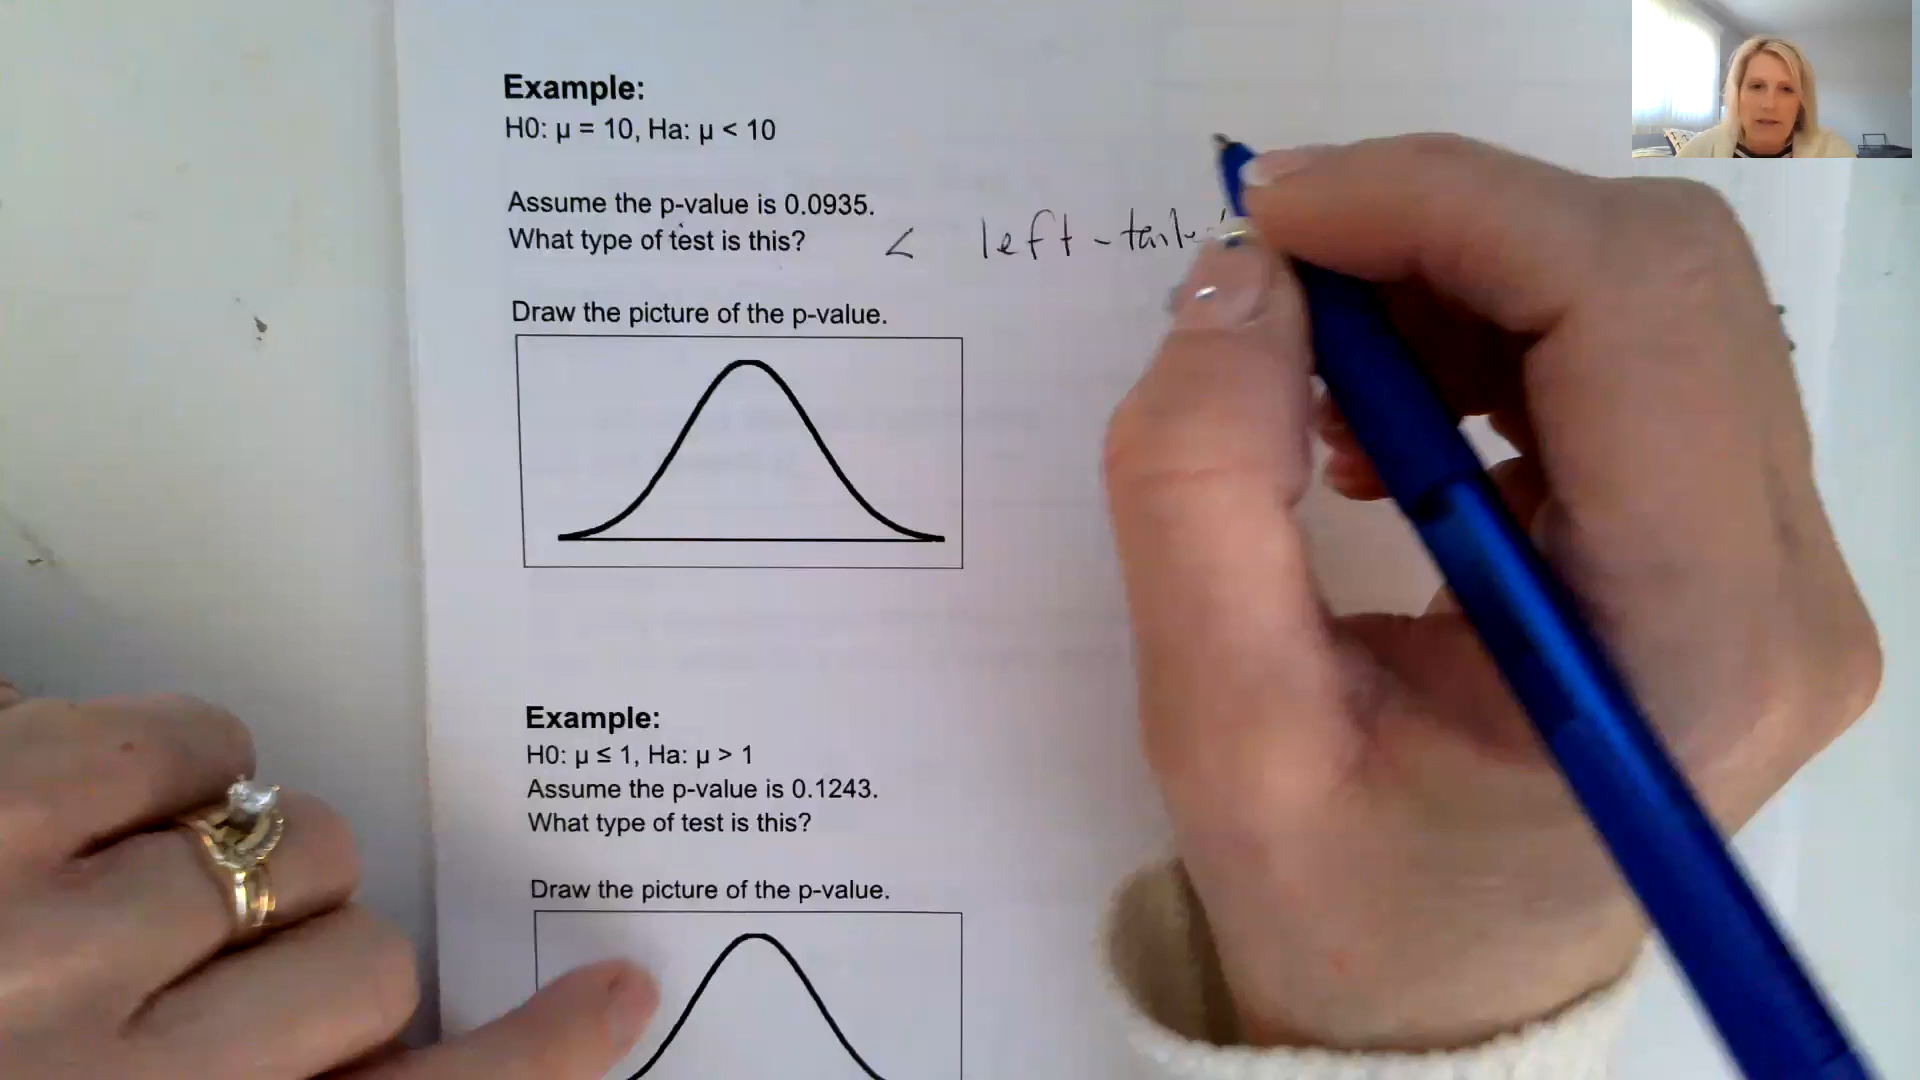 Example:
H0: μ = 10, Ha: μ < 10
Assume the p-value is 0.0935.
What type of test is this? < left-tailed
Draw the picture of the p-value.
Example:
H0: μ ≤ 1, Ha: μ > 1
Assume the p-value is 0.1243.
What type of test is this?
Draw the picture of the p-value.